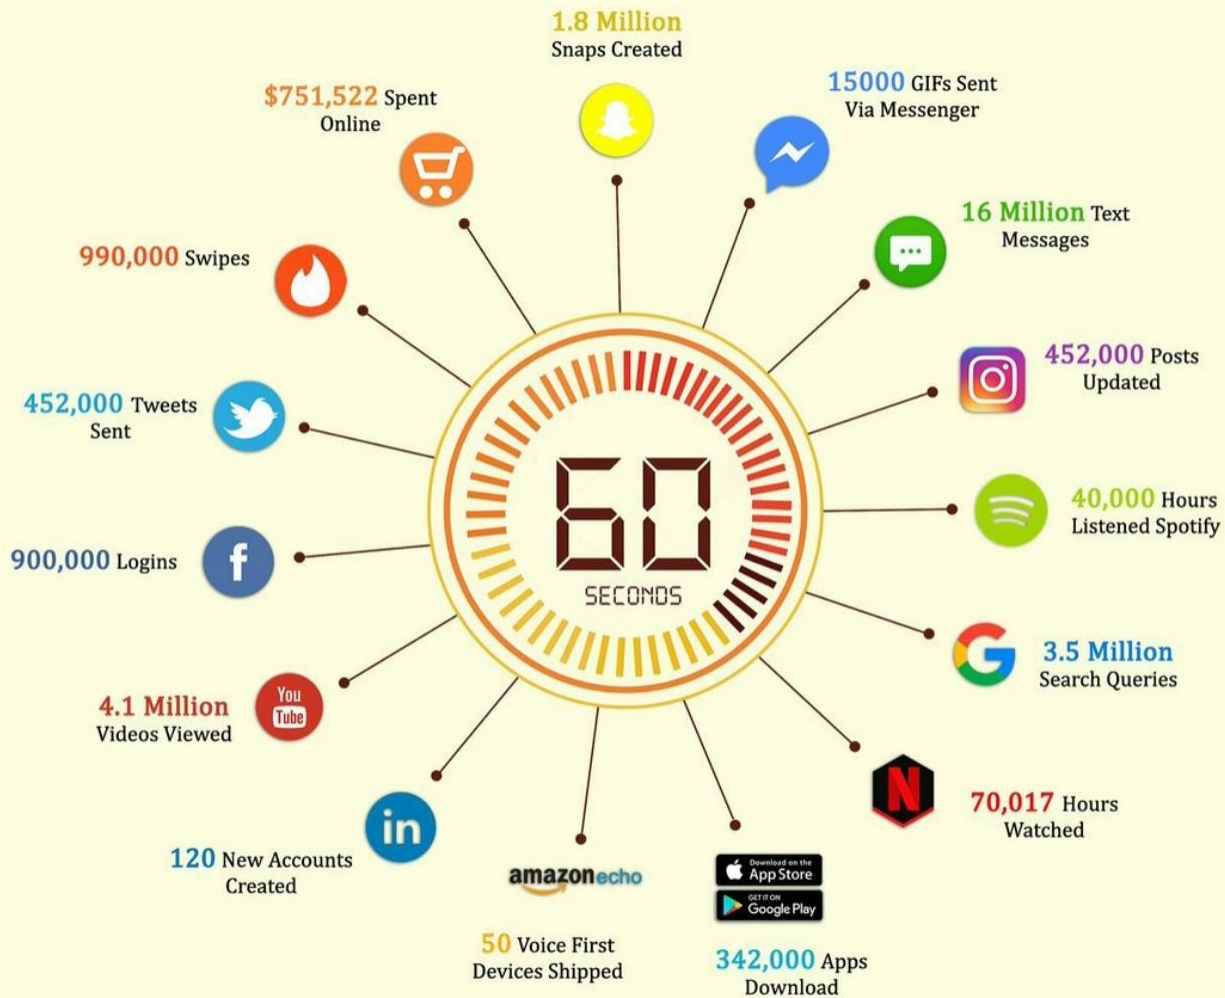 1.8 Million
Snaps Created
15000 GIFs Sent
Via Messenger
16 Million Text
Messages
452,000 Posts
Updated
40,000 Hours
Listened Spotify
G
3.5 Million
Search Queries
N
70,017 Hours
Watched
Download on the
App Store
GET IT ON
Google Play
342,000 Apps
Download
amazonecho
50 Voice First
Devices Shipped
in
120 New Accounts
Created
You
Tube
4.1 Million
Videos Viewed
f
900,000 Logins
452,000 Tweets
Sent
990,000 Swipes
$751,522 Spent
Online
60
SECONDS